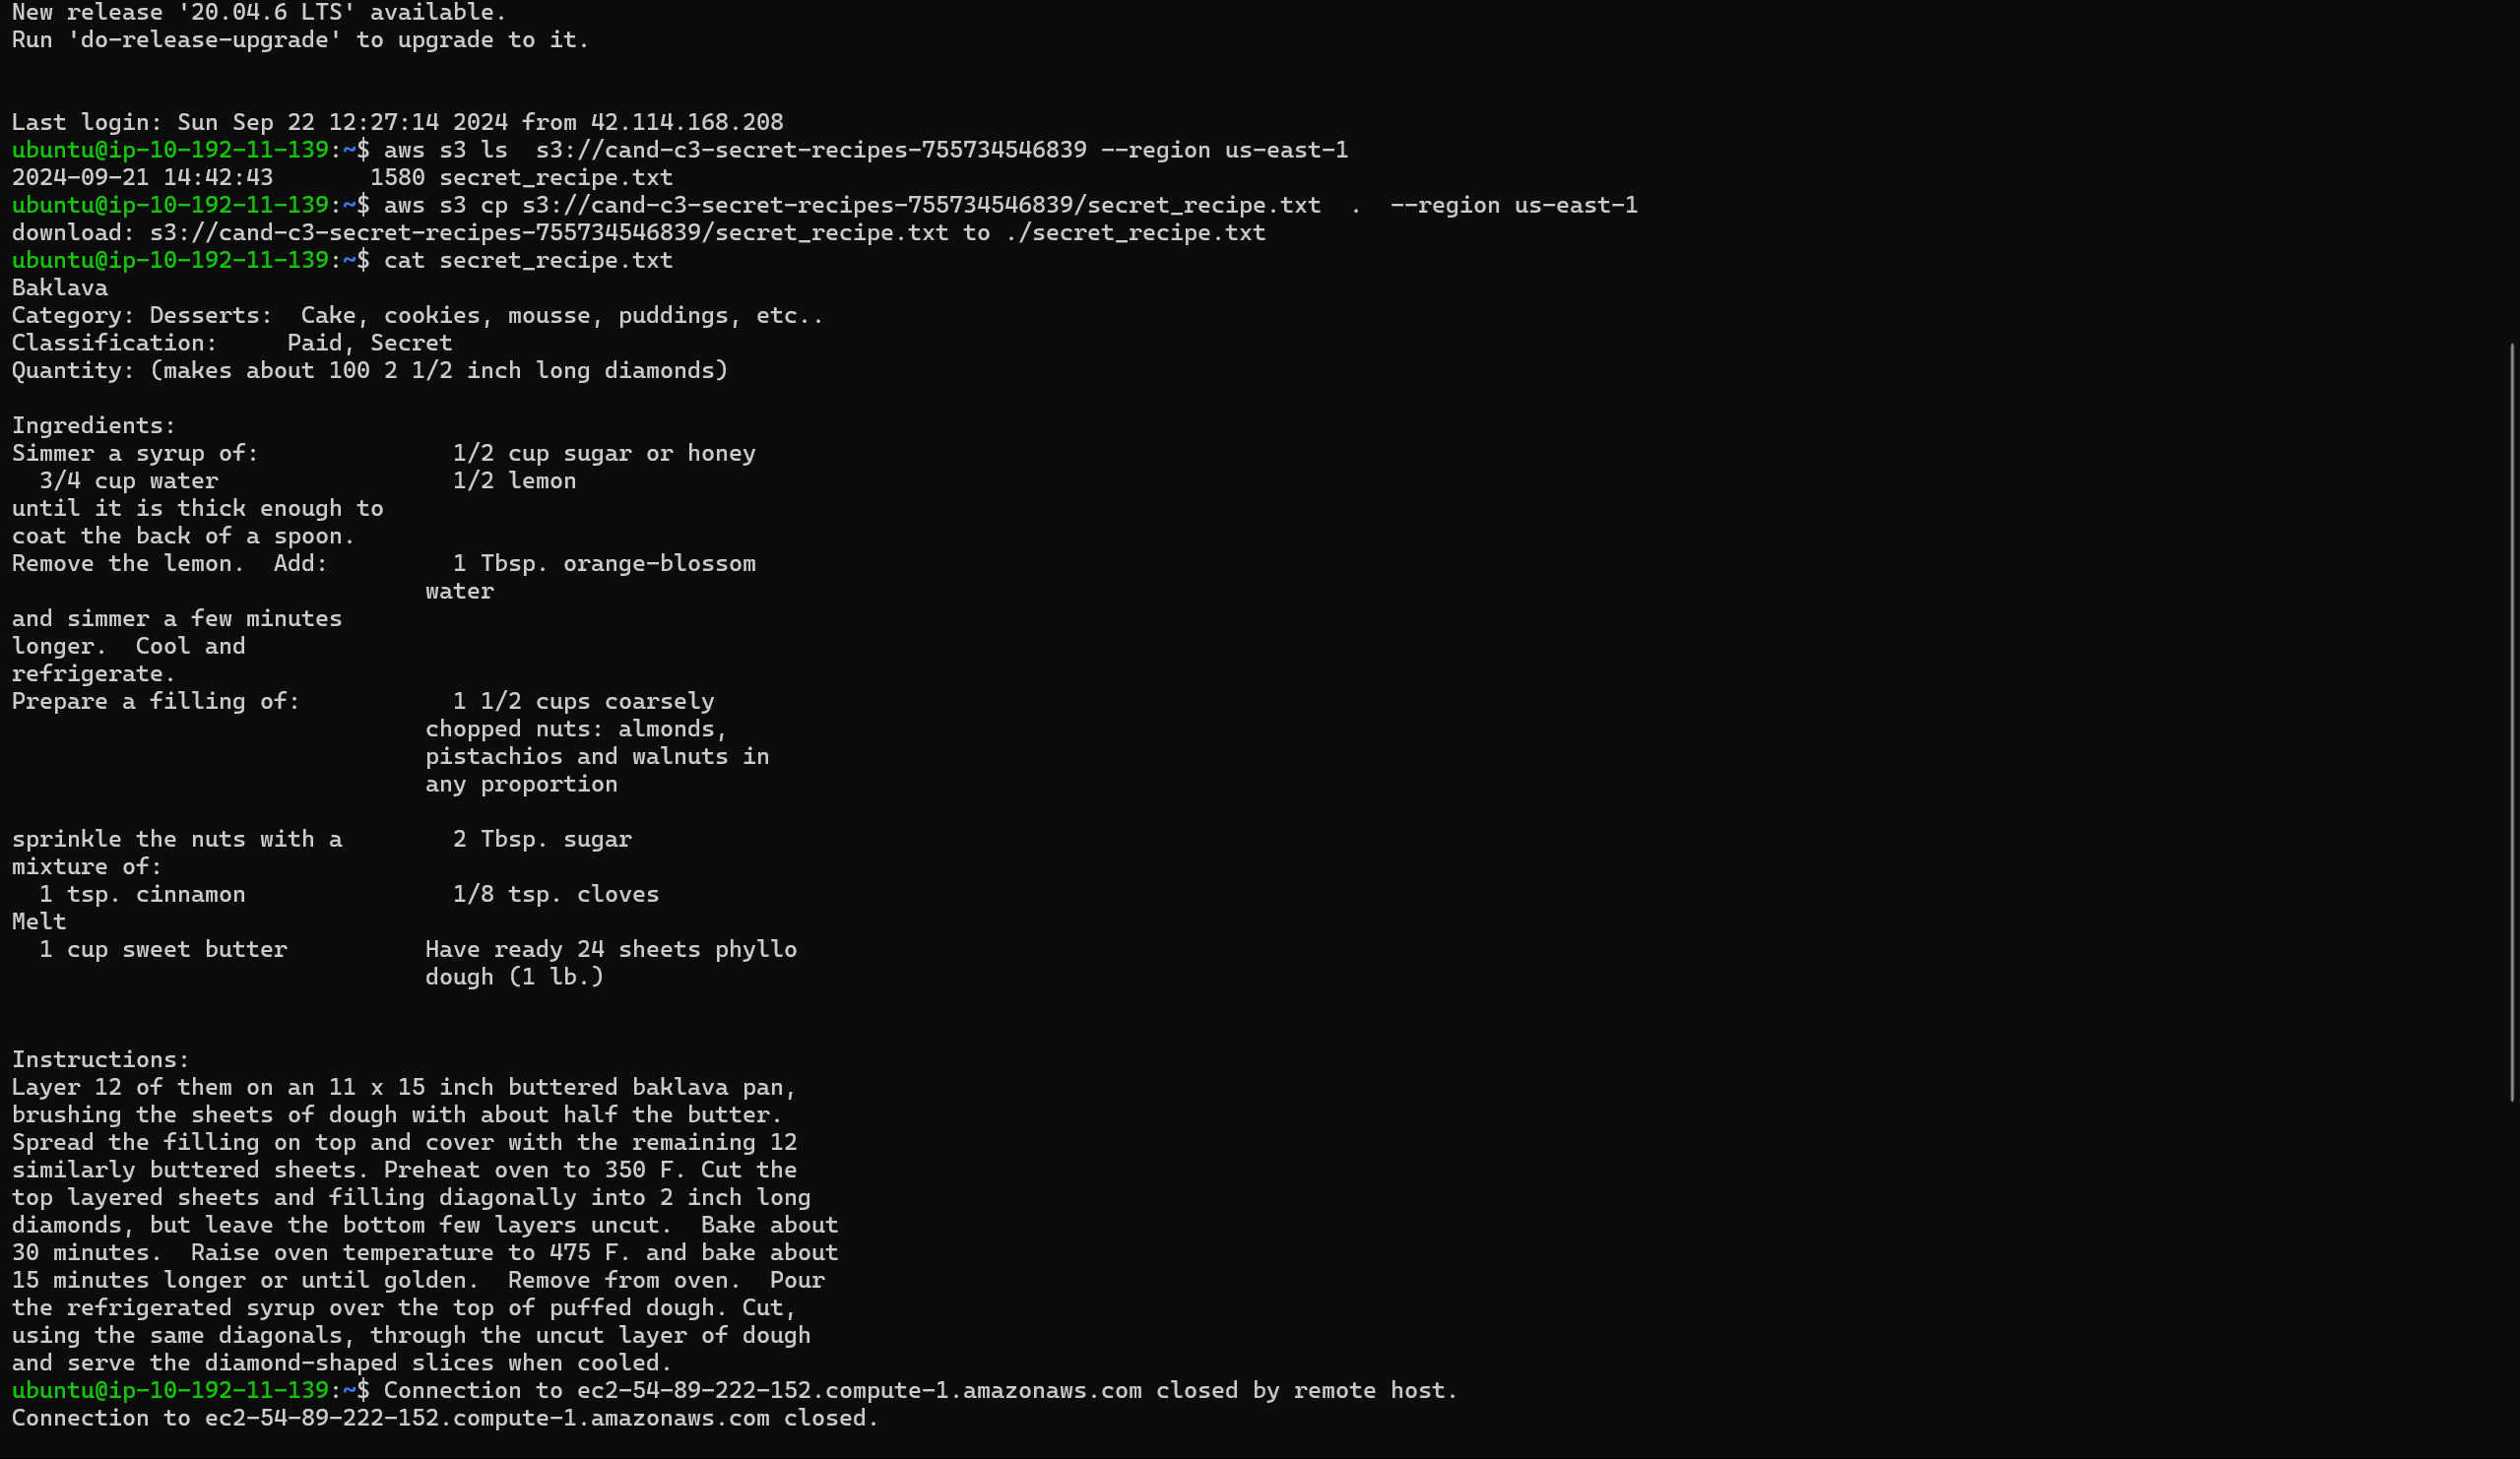 New release '20.04.6 LTS' available.
Run 'do-release-upgrade' to upgrade to it.
Last login: Sun Sep 22 12:27:14 2024 from 42.114.168.208
ubuntu@ip-10-192-11-139:~$ aws s3 ls  s3://cand-c3-secret-recipes-755734546839 --region us-east-1
2024-09-21 14:42:43       1580 secret_recipe.txt
ubuntu@ip-10-192-11-139:~$ aws s3 cp s3://cand-c3-secret-recipes-755734546839/secret_recipe.txt  .  --region us-east-1
download: s3://cand-c3-secret-recipes-755734546839/secret_recipe.txt to ./secret_recipe.txt
ubuntu@ip-10-192-11-139:~$ cat secret_recipe.txt
Baklava
Category: Desserts:  Cake, cookies, mousse, puddings, etc..
Classification:     Paid, Secret
Quantity: (makes about 100 2 1/2 inch long diamonds)
Ingredients:
Simmer a syrup of:              1/2 cup sugar or honey
  3/4 cup water                 1/2 lemon
until it is thick enough to
coat the back of a spoon.
Remove the lemon.  Add:         1 Tbsp. orange-blossom
                              water
and simmer a few minutes
longer.  Cool and
refrigerate.
Prepare a filling of:           1 1/2 cups coarsely
                              chopped nuts: almonds,
                              pistachios and walnuts in
                              any proportion
sprinkle the nuts with a        2 Tbsp. sugar
mixture of:
  1 tsp. cinnamon               1/8 tsp. cloves
Melt
  1 cup sweet butter          Have ready 24 sheets phyllo
                              dough (1 lb.)
Instructions:
Layer 12 of them on an 11 x 15 inch buttered baklava pan,
brushing the sheets of dough with about half the butter.
Spread the filling on top and cover with the remaining 12
similarly buttered sheets. Preheat oven to 350 F. Cut the
top layered sheets and filling diagonally into 2 inch long
diamonds, but leave the bottom few layers uncut.  Bake about
30 minutes.  Raise oven temperature to 475 F. and bake about
15 minutes longer or until golden.  Remove from oven.  Pour
the refrigerated syrup over the top of puffed dough. Cut,
using the same diagonals, through the uncut layer of dough
and serve the diamond-shaped slices when cooled.
ubuntu@ip-10-192-11-139:~$ Connection to ec2-54-89-222-152.compute-1.amazonaws.com closed by remote host.
Connection to ec2-54-89-222-152.compute-1.amazonaws.com closed.